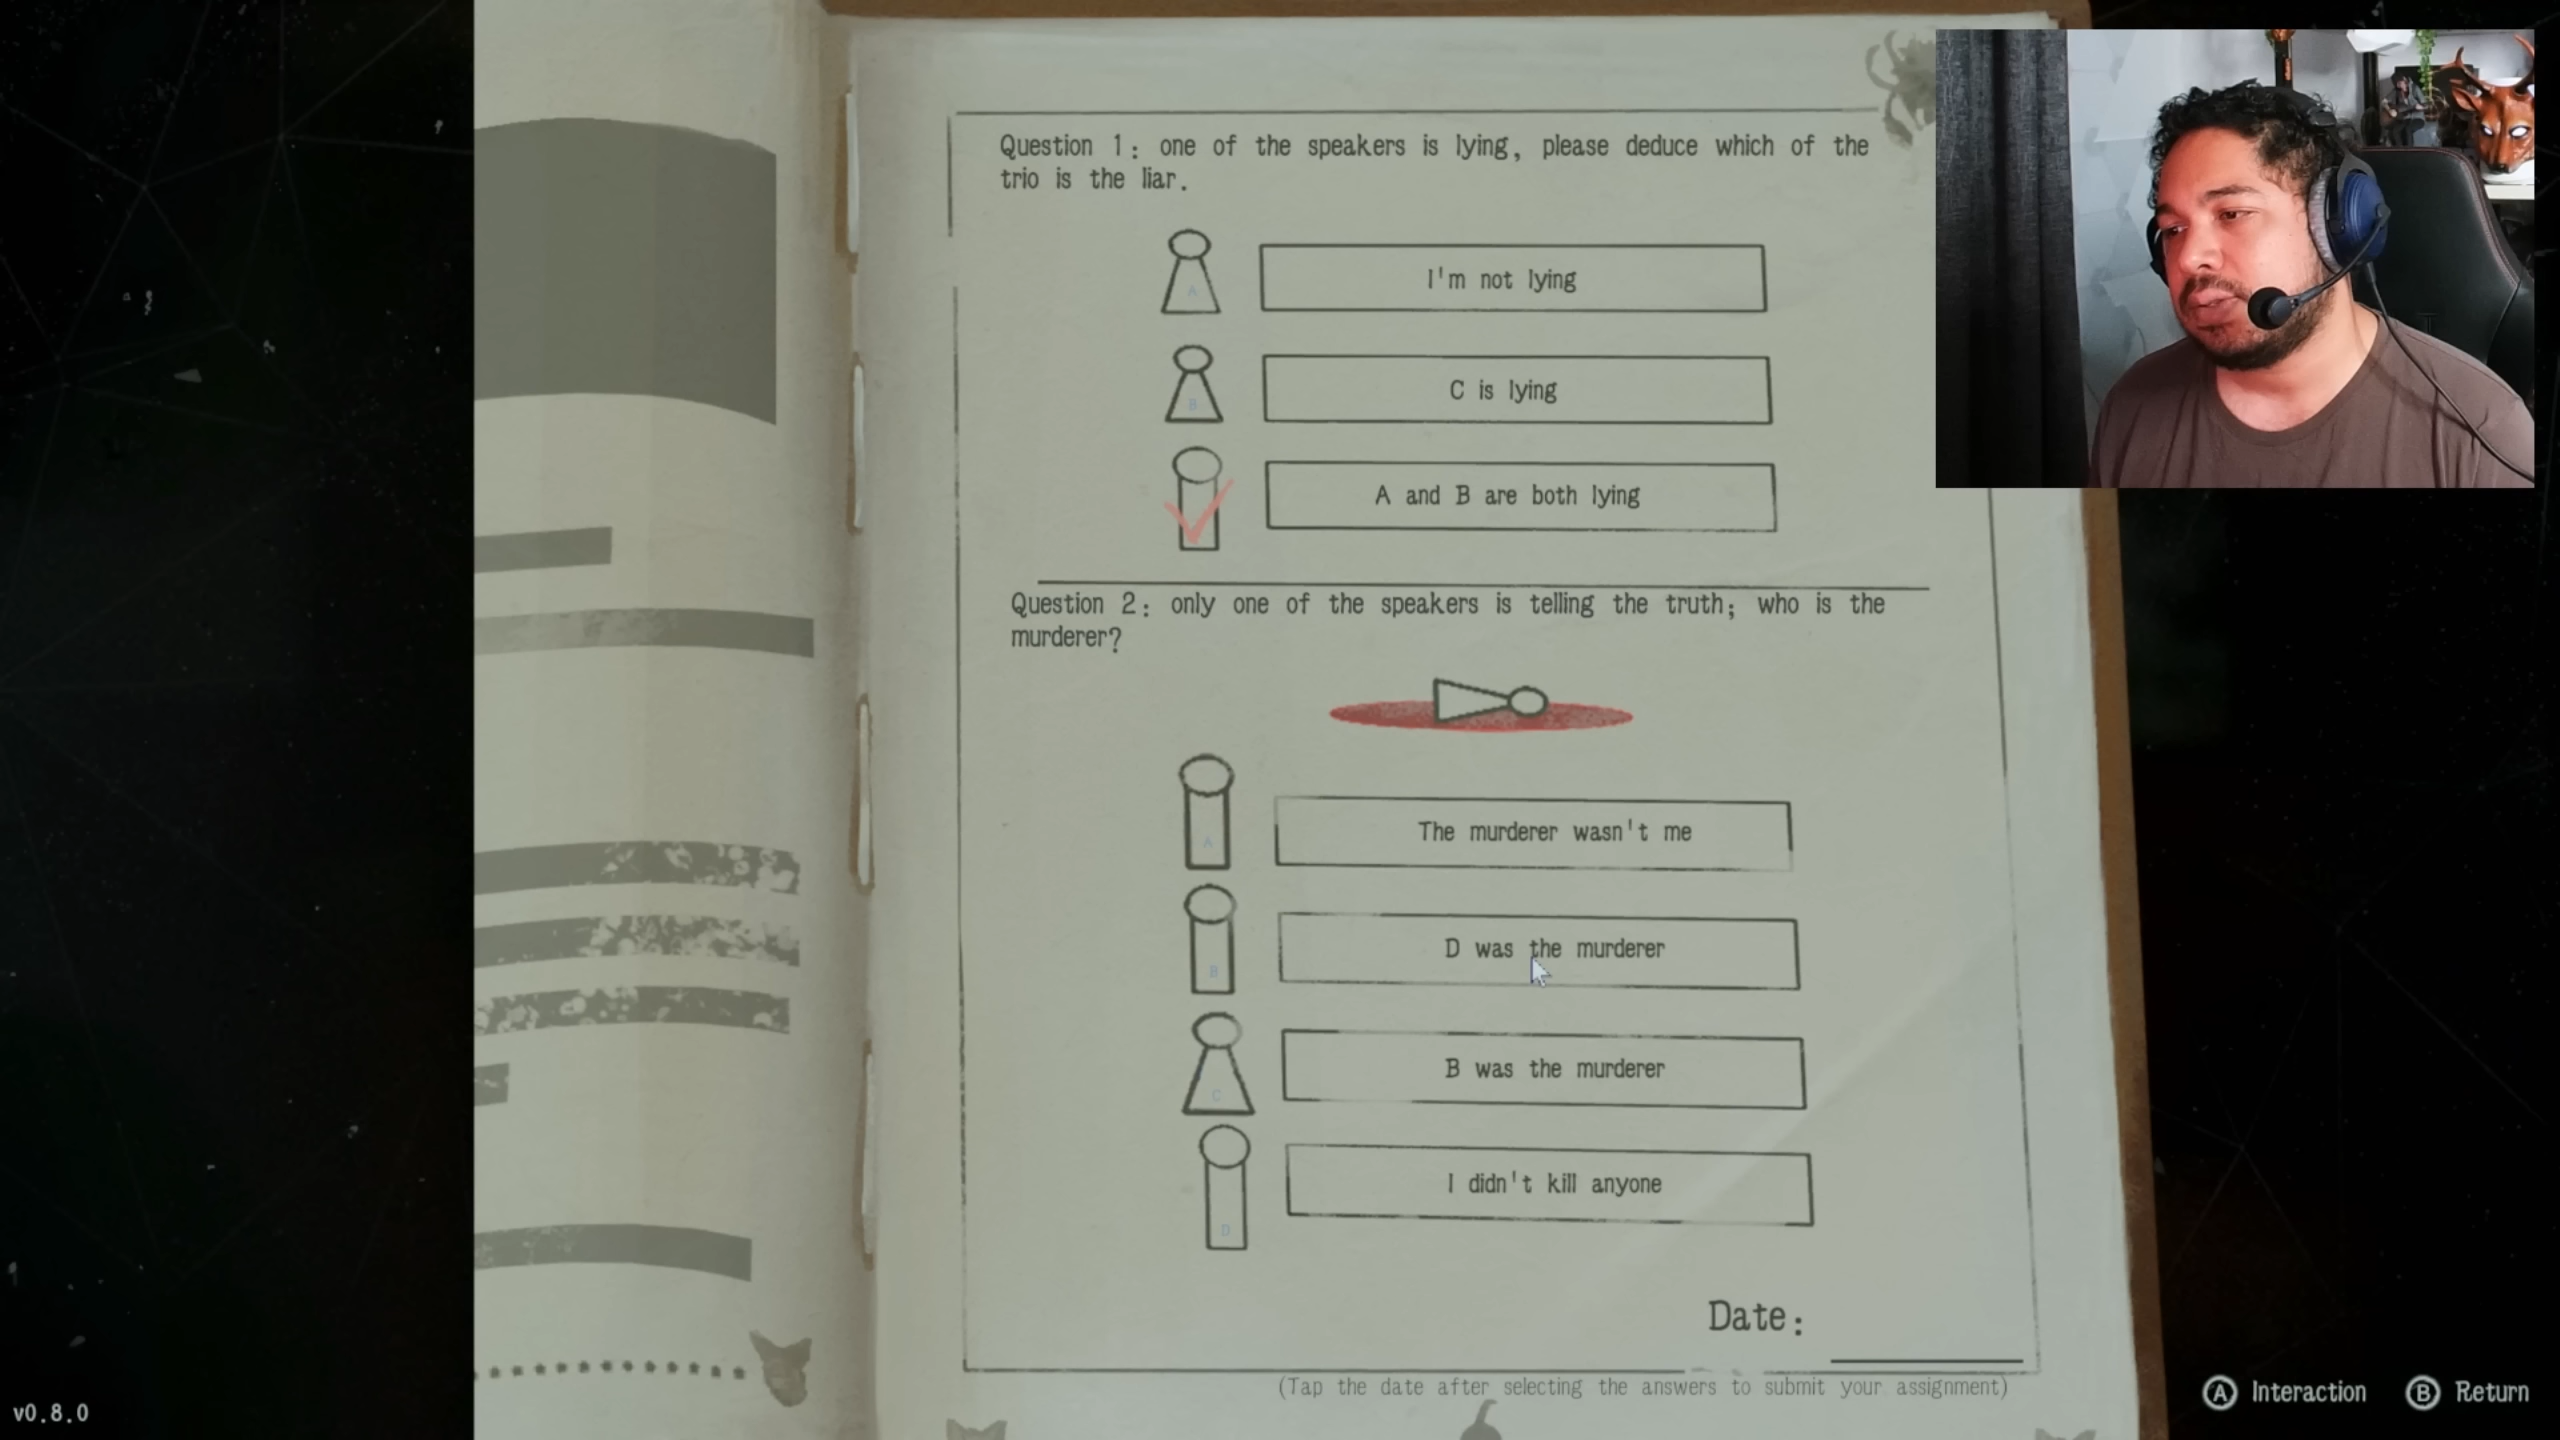 Question 1: one of the speakers is lying, please deduce which of the
trio is the liar.
A
I'm not lying
B
C is lying
A and B are both lying
Question 2: only one of the speakers is telling the truth; who is the
murderer?
A
The murderer wasn't me
B
D was the murderer
C
B was the murderer
D
I didn't kill anyone
Date:
(Tap the date after selecting the answers to submit your assignment)
v0.8.0
A Interaction
B Return